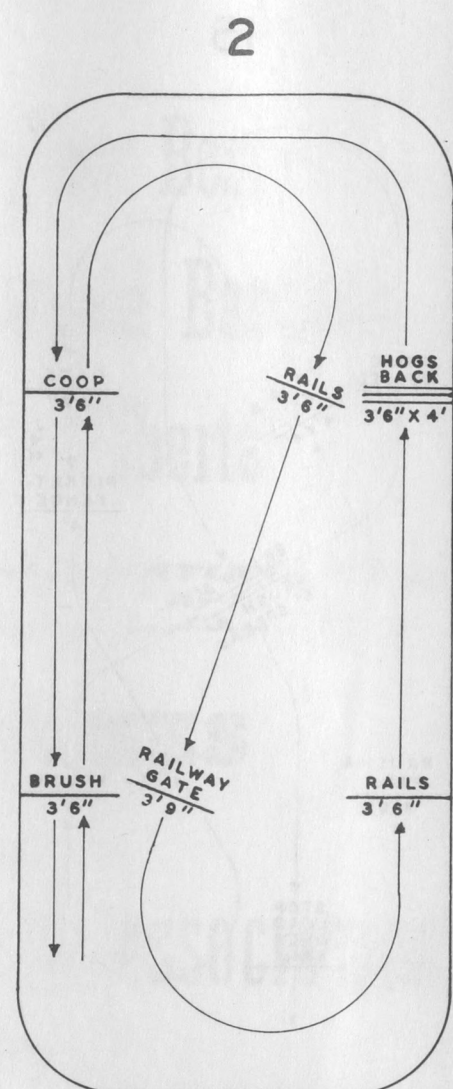 2
COOP
3'6"
RAILS
3'6"
HOGS
BACK
3'6" X 4'
BRUSH
3'6"
RAILWAY
GATE
3'9"
RAILS
3'6"